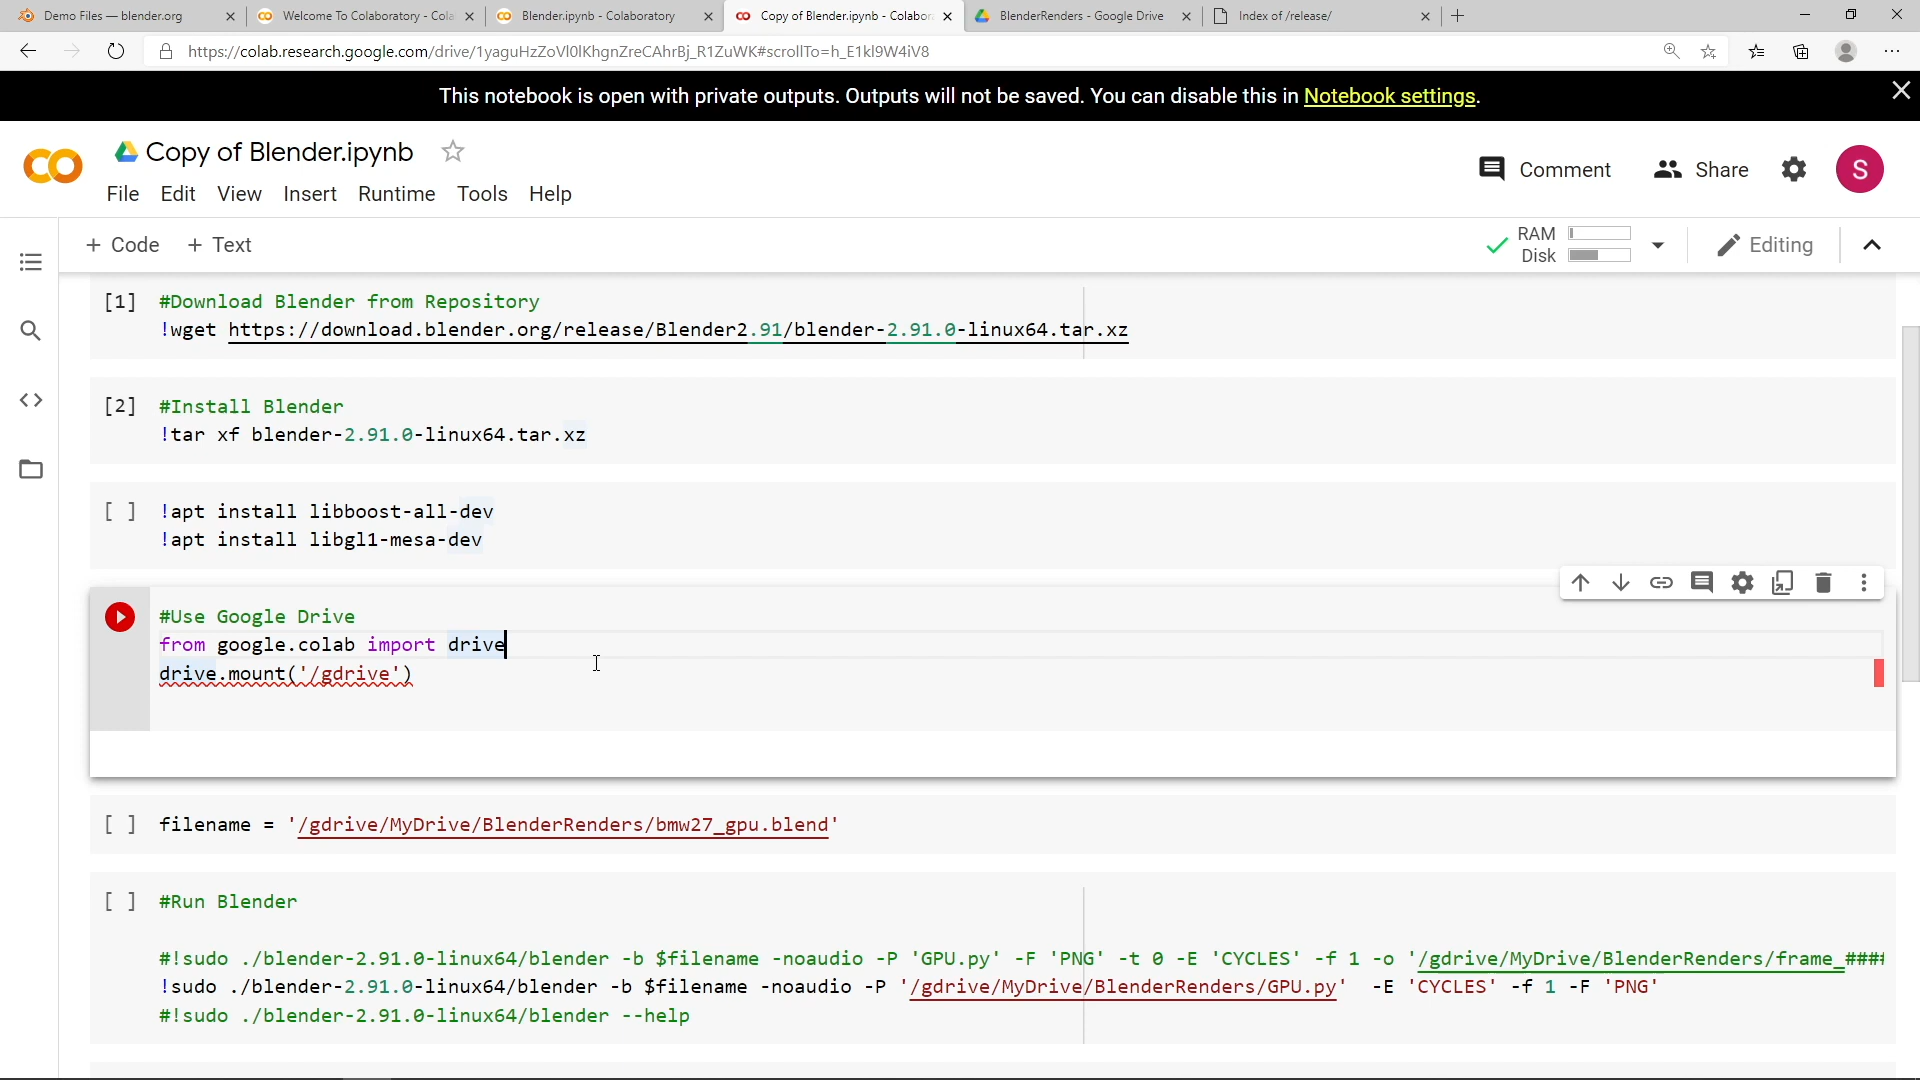 Demo Files — blender.org
Welcome To Colaboratory - Cola
Blender.ipynb - Colaboratory
Copy of Blender.ipynb - Colabor
BlenderRenders - Google Drive
Index of /release/
https://colab.research.google.com/drive/1yaguHzZoVl0lKhgnZreCAhrBj_R1ZuWK#scrollTo=h_E1kl9W4iV8
This notebook is open with private outputs. Outputs will not be saved. You can disable this in Notebook settings.
Copy of Blender.ipynb
Comment
Share
S
File Edit View Insert Runtime Tools Help
+ Code + Text
RAM
Disk
Editing
[1] #Download Blender from Repository
!wget https://download.blender.org/release/Blender2.91/blender-2.91.0-linux64.tar.xz
[2] #Install Blender
!tar xf blender-2.91.0-linux64.tar.xz
[ ] !apt install libboost-all-dev
!apt install libgl1-mesa-dev
#Use Google Drive
from google.colab import drive
drive.mount('/gdrive')
[ ] filename = '/gdrive/MyDrive/BlenderRenders/bmw27_gpu.blend'
[ ] #Run Blender
#!sudo ./blender-2.91.0-linux64/blender -b $filename -noaudio -P 'GPU.py' -F 'PNG' -t 0 -E 'CYCLES' -f 1 -o '/gdrive/MyDrive/BlenderRenders/frame_####
!sudo ./blender-2.91.0-linux64/blender -b $filename -noaudio -P '/gdrive/MyDrive/BlenderRenders/GPU.py' -E 'CYCLES' -f 1 -F 'PNG'
#!sudo ./blender-2.91.0-linux64/blender --help